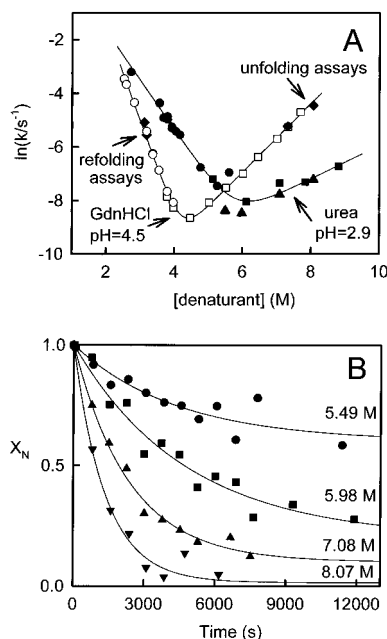 A
ln(k/s⁻¹)
-2
-4
-6
-8
-10
unfolding assays
refolding
assays
GdnHCl
pH=4.5
urea
pH=2.9
0 2 4 6 8 10
[denaturant] (M)
B
X_N
1.0
0.5
0.0
5.49 M
5.98 M
7.08 M
8.07 M
0 3000 6000 9000 12000
Time (s)